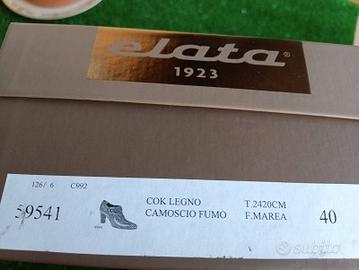 elata®
1923
126/ 6 C992
COK LEGNO T.2420CM
59541 CAMOSCIO FUMO F.MAREA 40
subito